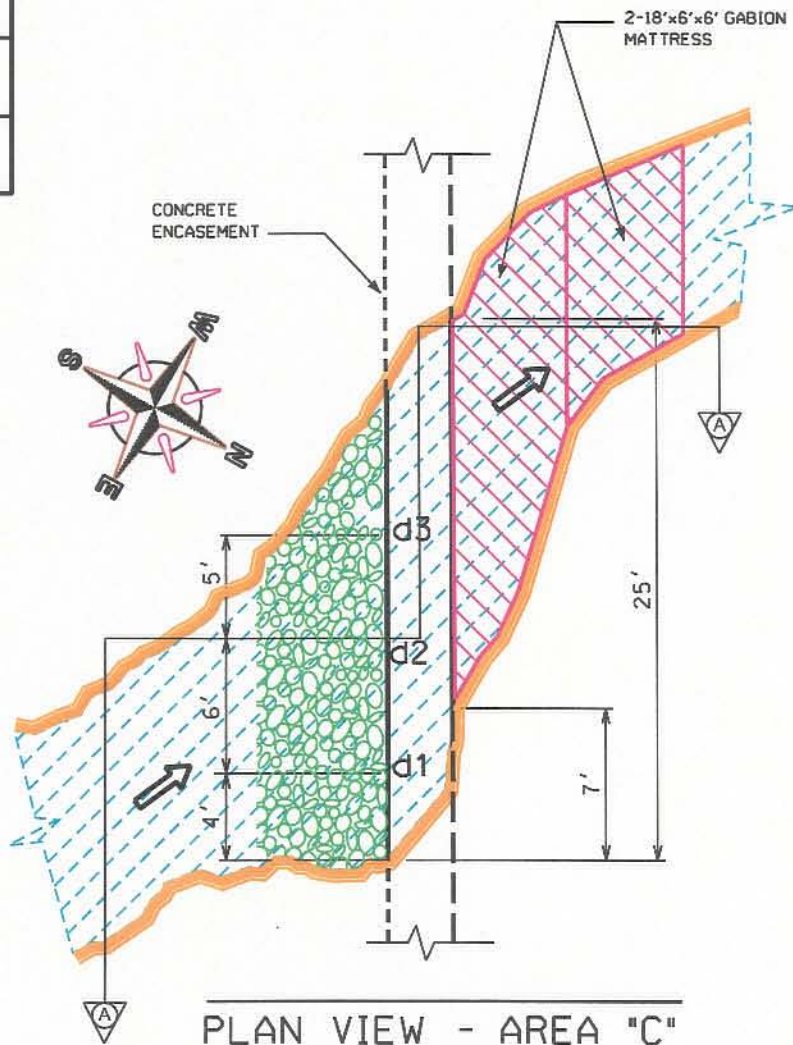 2-18'x6'x6' GABION
MATTRESS
CONCRETE
ENCASEMENT
W
S
N
E
A
d3
5'
25'
d2
6'
d1
7'
4'
A
PLAN VIEW - AREA "C"